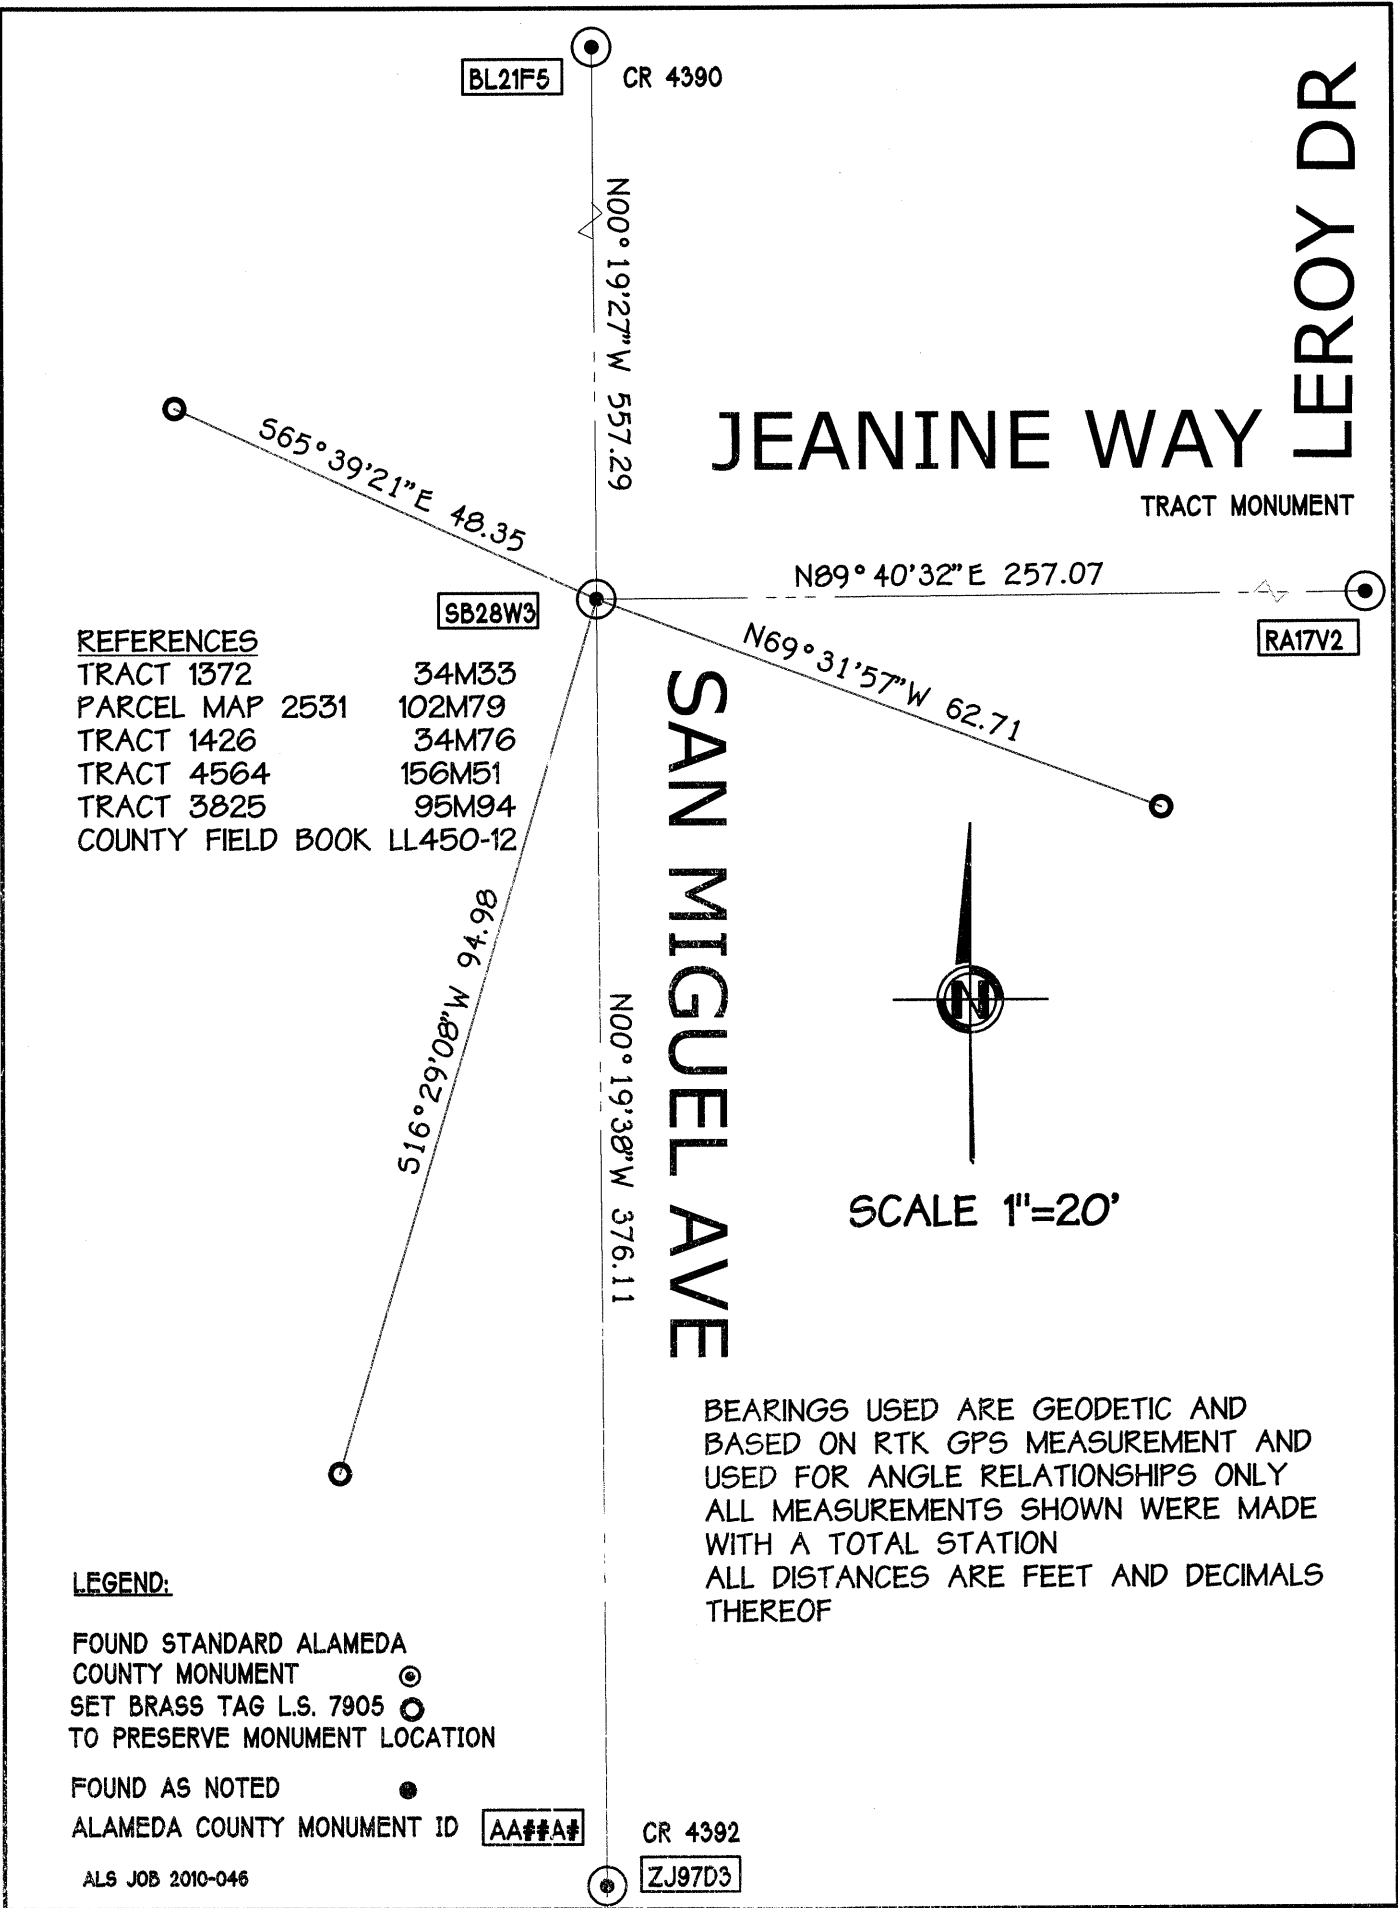 BL21F5 CR 4390
LEROY DR
N00°19'27"W 557.29
S65°39'21"E 48.35
JEANINE WAY
TRACT MONUMENT
N89°40'32"E 257.07
SB28W3
RA17V2
N69°31'57"W 62.71
REFERENCES
TRACT 1372 34M33
PARCEL MAP 2531 102M79
TRACT 1426 34M76
TRACT 4564 156M51
TRACT 3825 95M94
COUNTY FIELD BOOK LL450-12
SAN MIGUEL AVE
S16°29'08"W 94.98
N00°19'38"W 376.11
N
SCALE 1"=20'
BEARINGS USED ARE GEODETIC AND
BASED ON RTK GPS MEASUREMENT AND
USED FOR ANGLE RELATIONSHIPS ONLY
ALL MEASUREMENTS SHOWN WERE MADE
WITH A TOTAL STATION
ALL DISTANCES ARE FEET AND DECIMALS
THEREOF
LEGEND:
FOUND STANDARD ALAMEDA
COUNTY MONUMENT
SET BRASS TAG L.S. 7905
TO PRESERVE MONUMENT LOCATION
FOUND AS NOTED
ALAMEDA COUNTY MONUMENT ID AA##A#
ALS JOB 2010-046
CR 4392
ZJ97D3